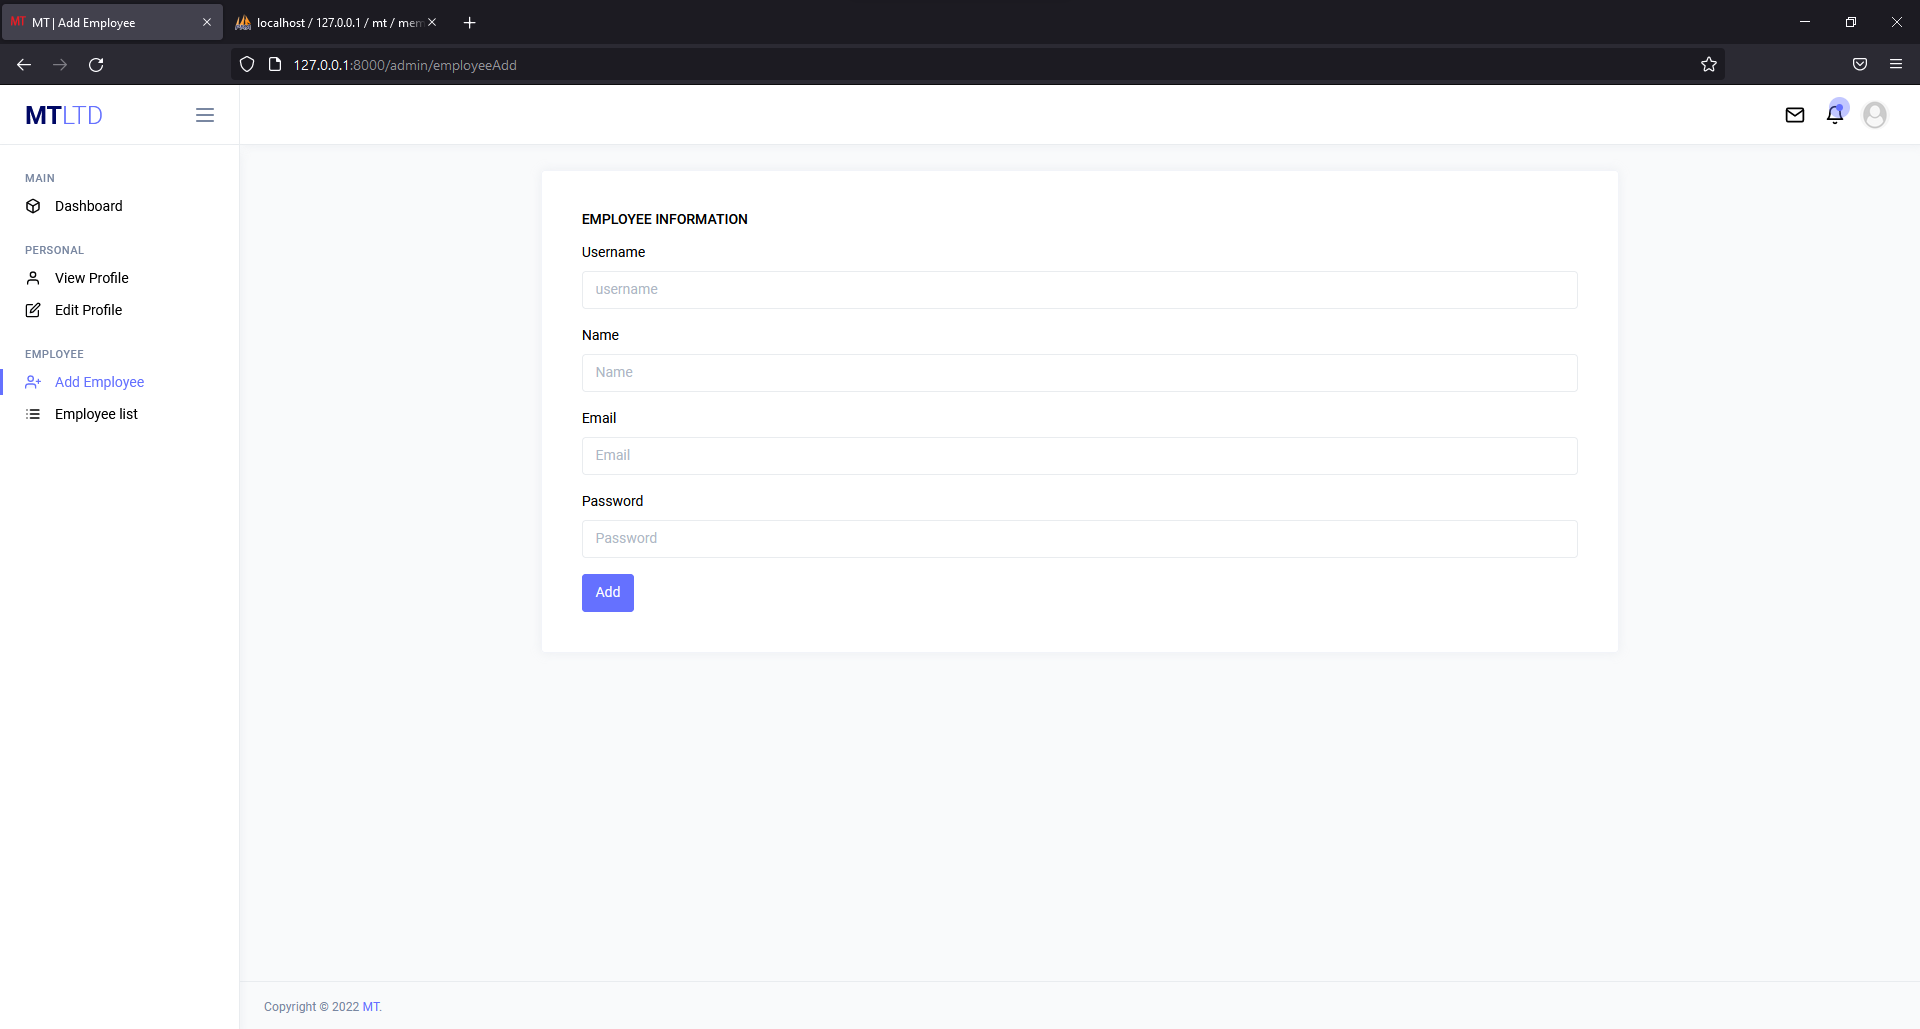 MT MT | Add Employee
localhost / 127.0.0.1 / mt / mem
127.0.0.1:8000/admin/employeeAdd
MTLTD
MAIN
Dashboard
PERSONAL
View Profile
Edit Profile
EMPLOYEE
Add Employee
Employee list
EMPLOYEE INFORMATION
Username
username
Name
Name
Email
Email
Password
Password
Add
Copyright © 2022 MT.